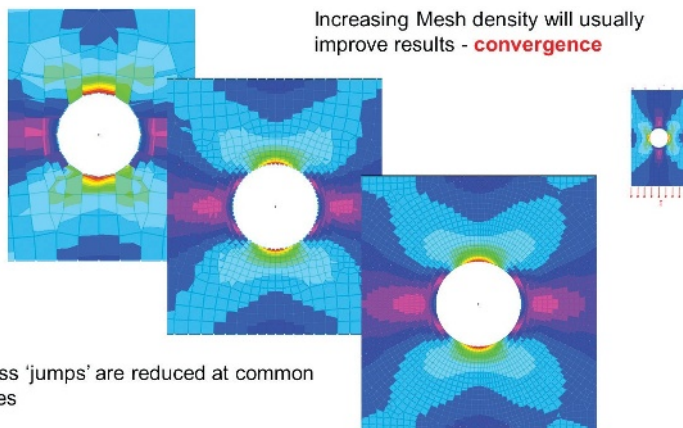 Increasing Mesh density will usually
improve results - convergence
ss 'jumps' are reduced at common
es